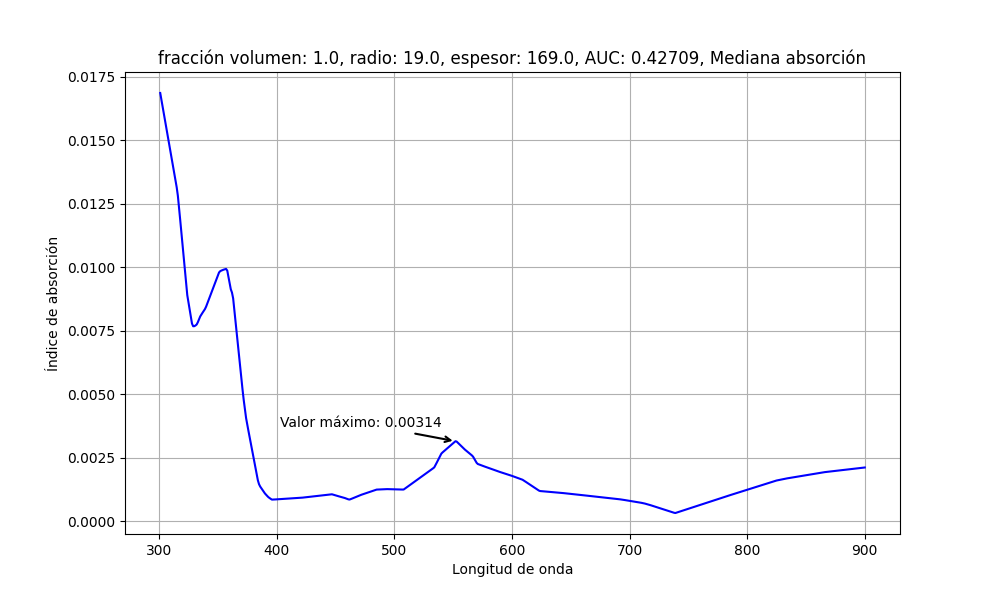 fracción volumen: 1.0, radio: 19.0, espesor: 169.0, AUC: 0.42709, Mediana absorción
0.0175
0.0150
0.0125
0.0100
0.0075
0.0050
0.0025
0.0000
Índice de absorción
Valor máximo: 0.00314
300 400 500 600 700 800 900
Longitud de onda